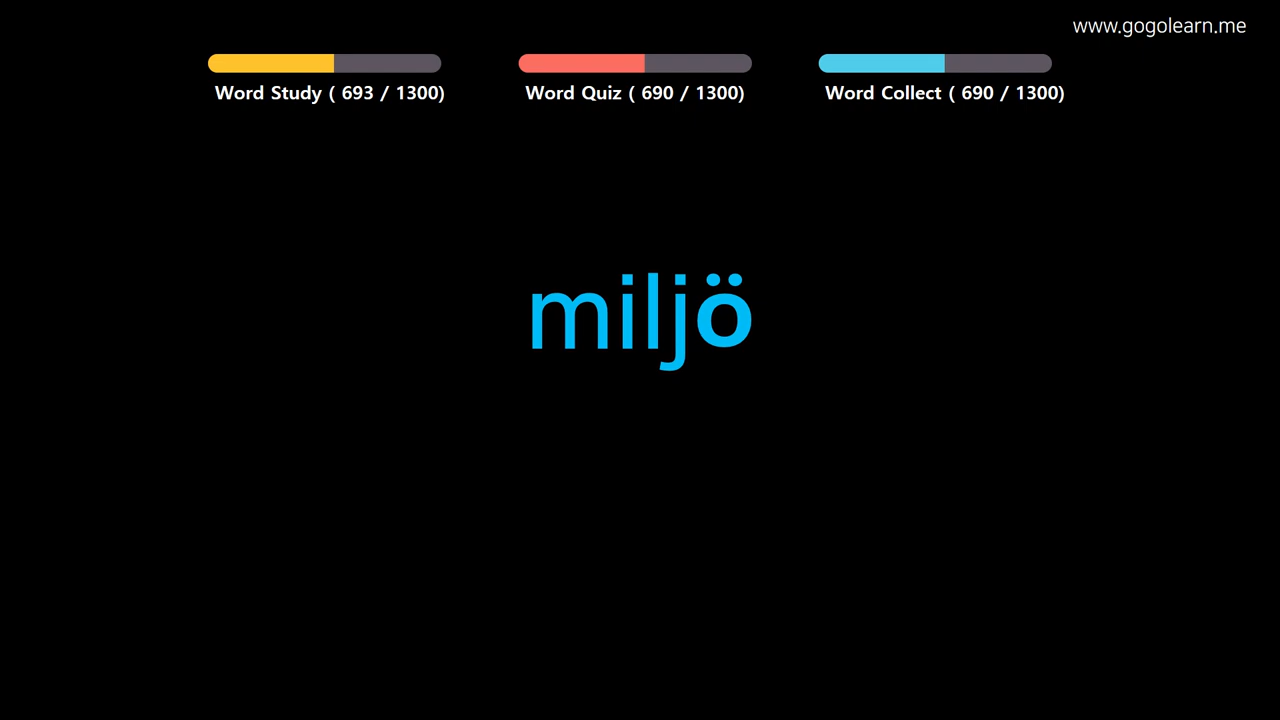 www.gogolearn.me
Word Study ( 693 / 1300)
Word Quiz ( 690 / 1300)
Word Collect ( 690 / 1300)
miljö